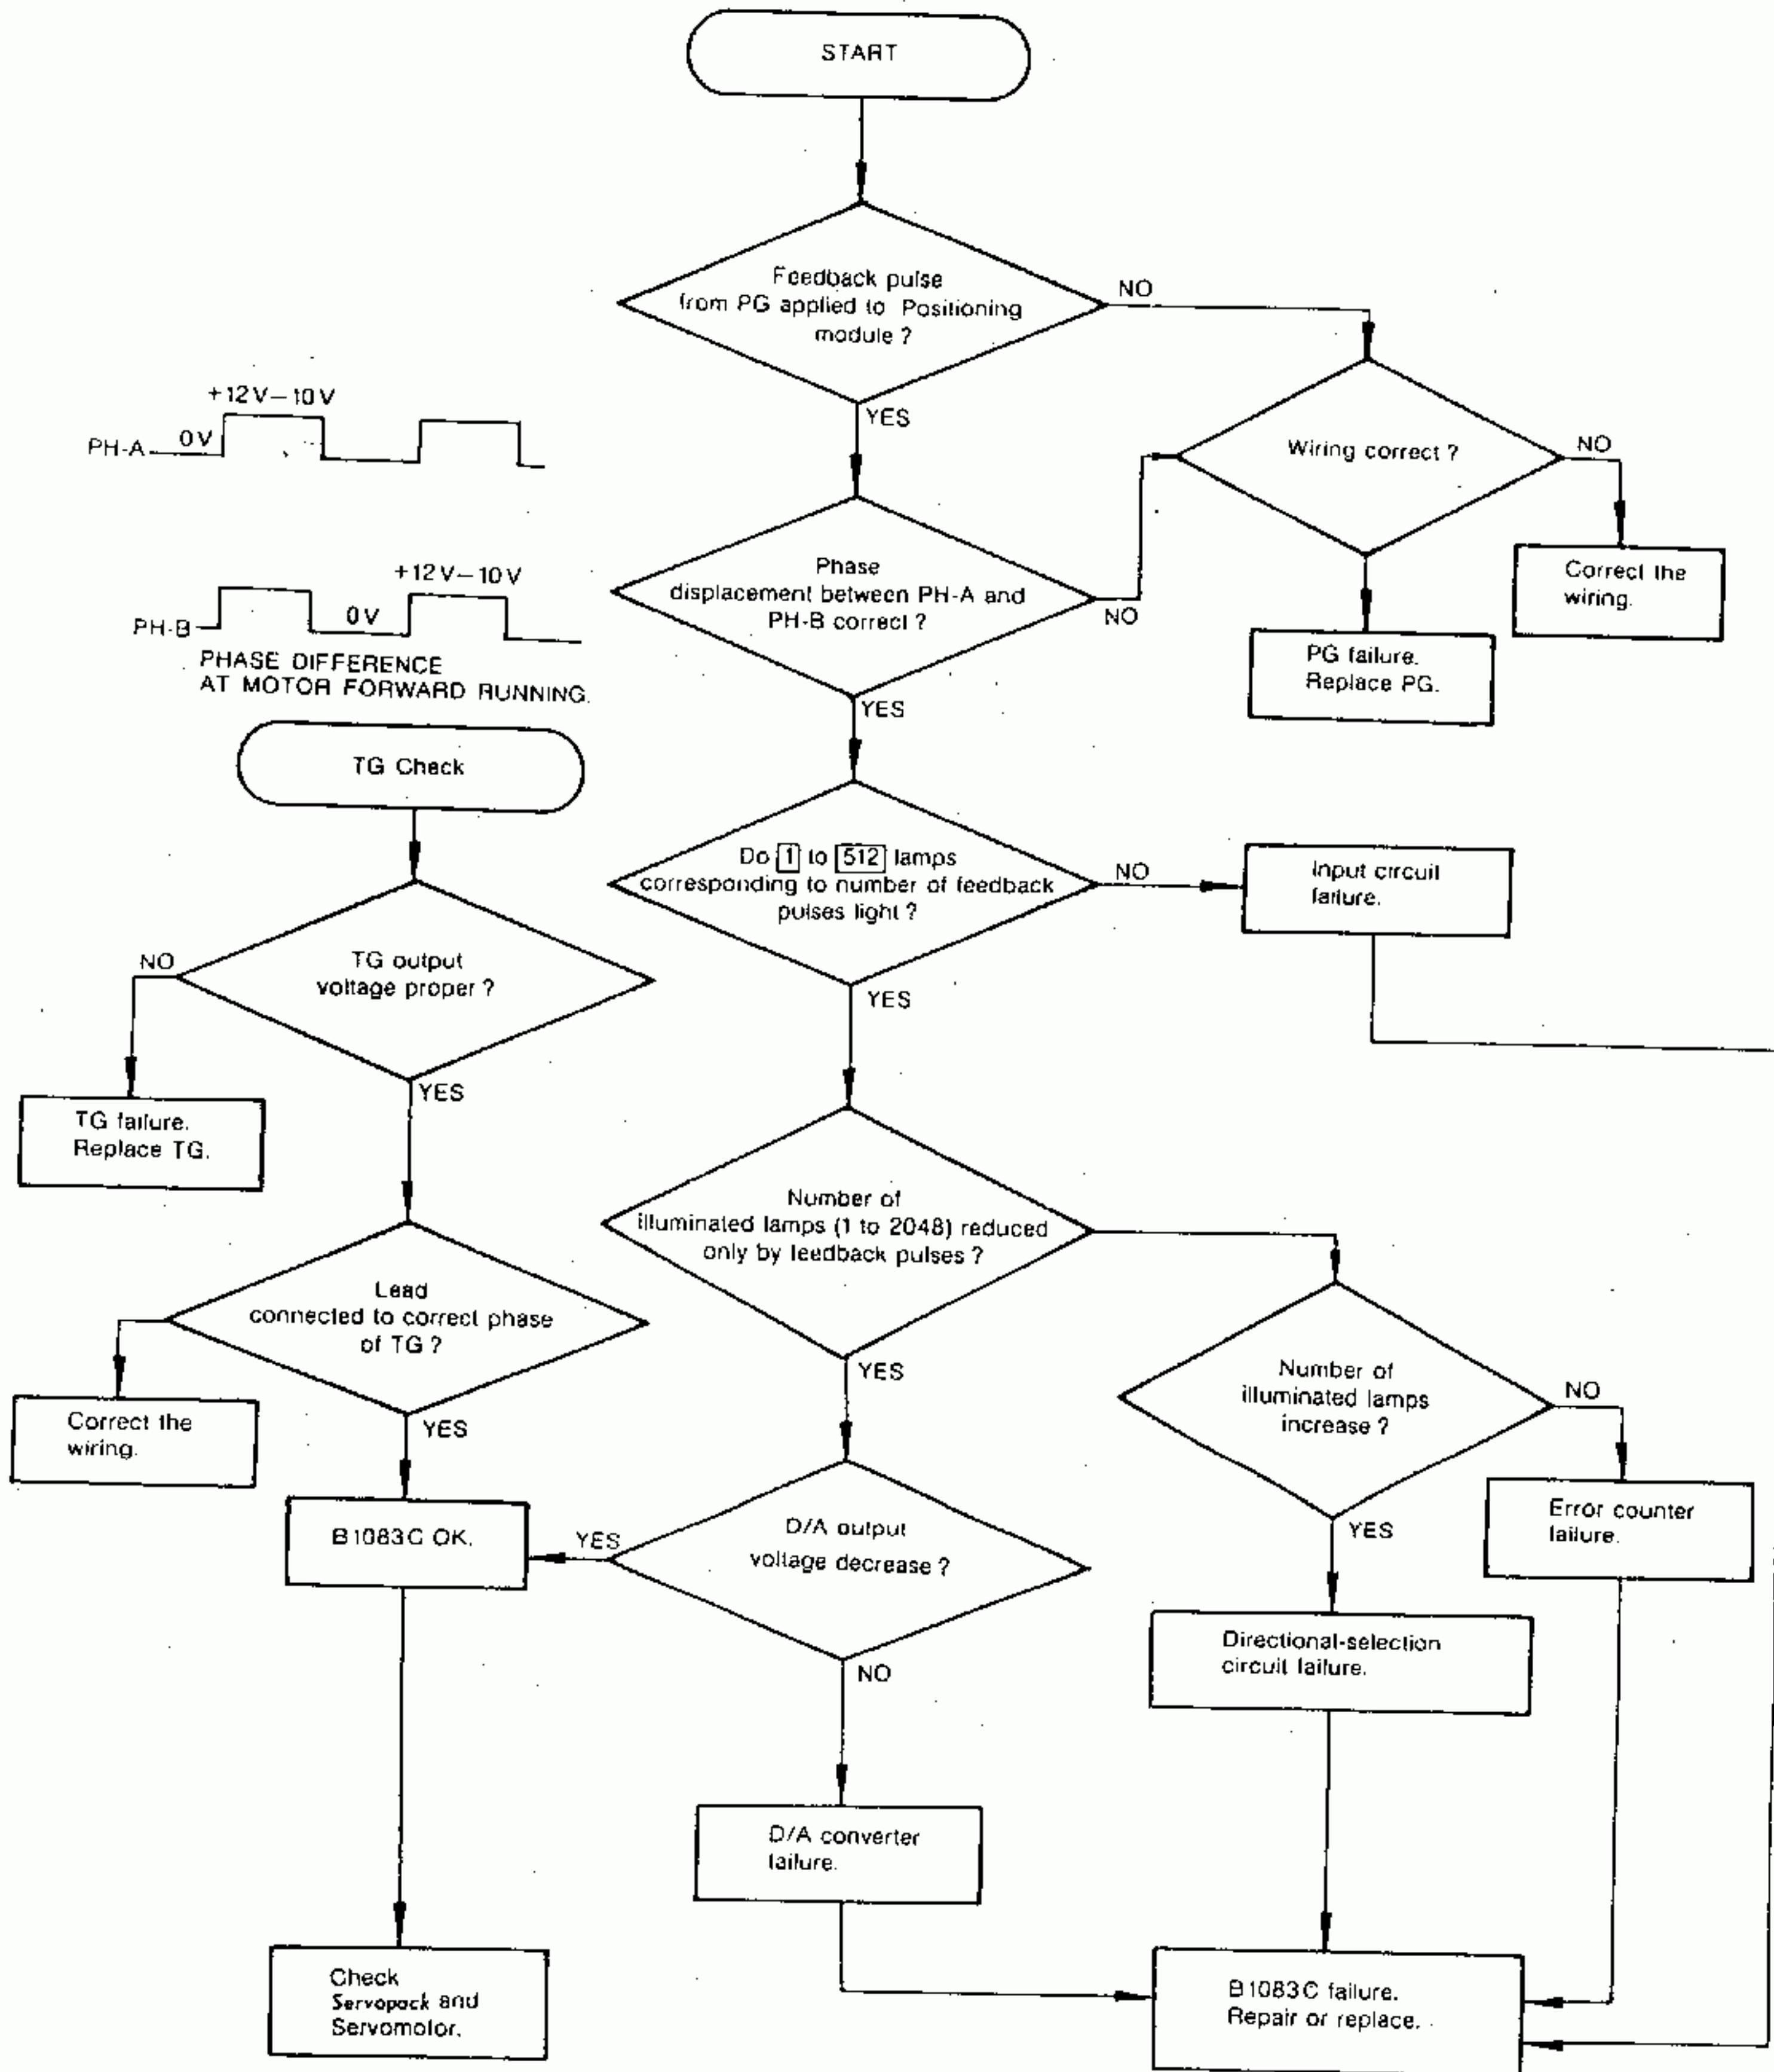 START
Feedback pulse
from PG applied to Positioning
module ?
NO
YES
+12V—10V
PH-A
0V
Wiring correct ?
NO
Phase
displacement between PH-A and
PH-B correct ?
NO
YES
Correct the
wiring.
+12V—10V
PH-B
0V
PHASE DIFFERENCE
AT MOTOR FORWARD RUNNING.
PG failure.
Replace PG.
TG Check
Do 1 to 512 lamps
corresponding to number of feedback
pulses light ?
NO
YES
Input circuit
failure.
TG output
voltage proper ?
NO
YES
TG failure.
Replace TG.
Number of
illuminated lamps (1 to 2048) reduced
only by feedback pulses ?
YES
Lead
connected to correct phase
of TG ?
YES
Correct the
wiring.
Number of
illuminated lamps
increase ?
NO
YES
Error counter
failure.
B1083C OK.
YES
D/A output
voltage decrease ?
NO
Directional-selection
circuit failure.
D/A converter
failure.
Check
Servopack and
Servomotor.
B1083C failure.
Repair or replace.